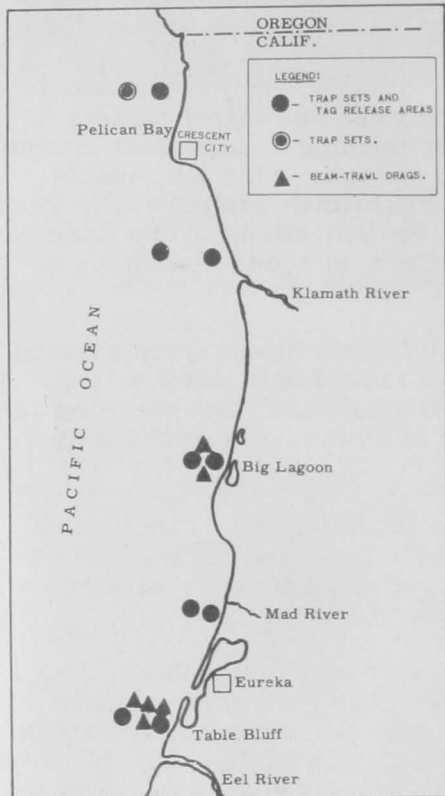 OREGON
CALIF.
LEGEND:
- TRAP SETS AND
TAG RELEASE AREAS
- TRAP SETS.
- BEAM-TRAWL DRAGS.
Pelican Bay
CRESCENT
CITY
Klamath River
PACIFIC OCEAN
Big Lagoon
Mad River
Eureka
Table Bluff
Eel River